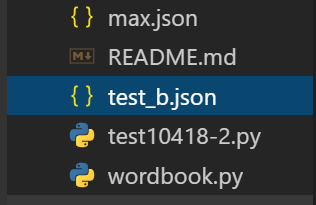 {} max.json
M↓ README.md
{} test_b.json
test10418-2.py
wordbook.py